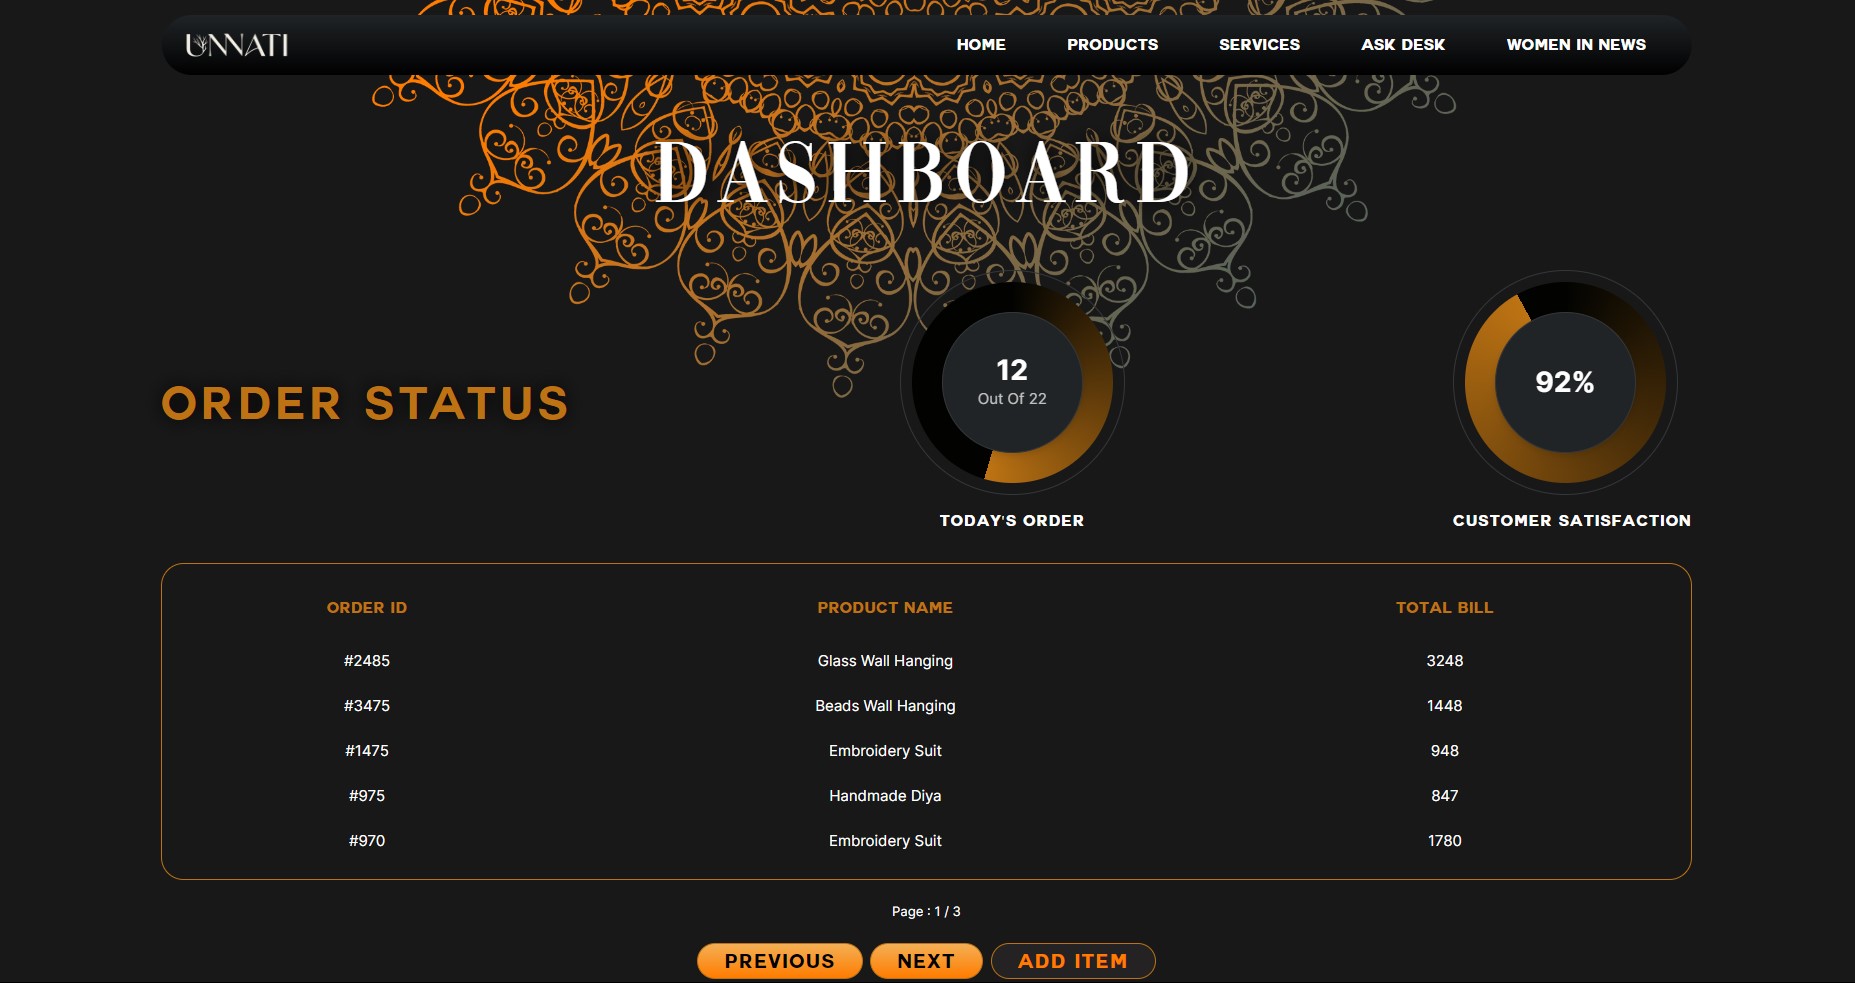 UNNATI HOME PRODUCTS SERVICES ASK DESK WOMEN IN NEWS
DASHBOARD
ORDER STATUS
12
Out Of 22
TODAY'S ORDER
92%
CUSTOMER SATISFACTION
ORDER ID PRODUCT NAME TOTAL BILL
#2485 Glass Wall Hanging 3248
#3475 Beads Wall Hanging 1448
#1475 Embroidery Suit 948
#975 Handmade Diya 847
#970 Embroidery Suit 1780
Page : 1 / 3
PREVIOUS NEXT ADD ITEM